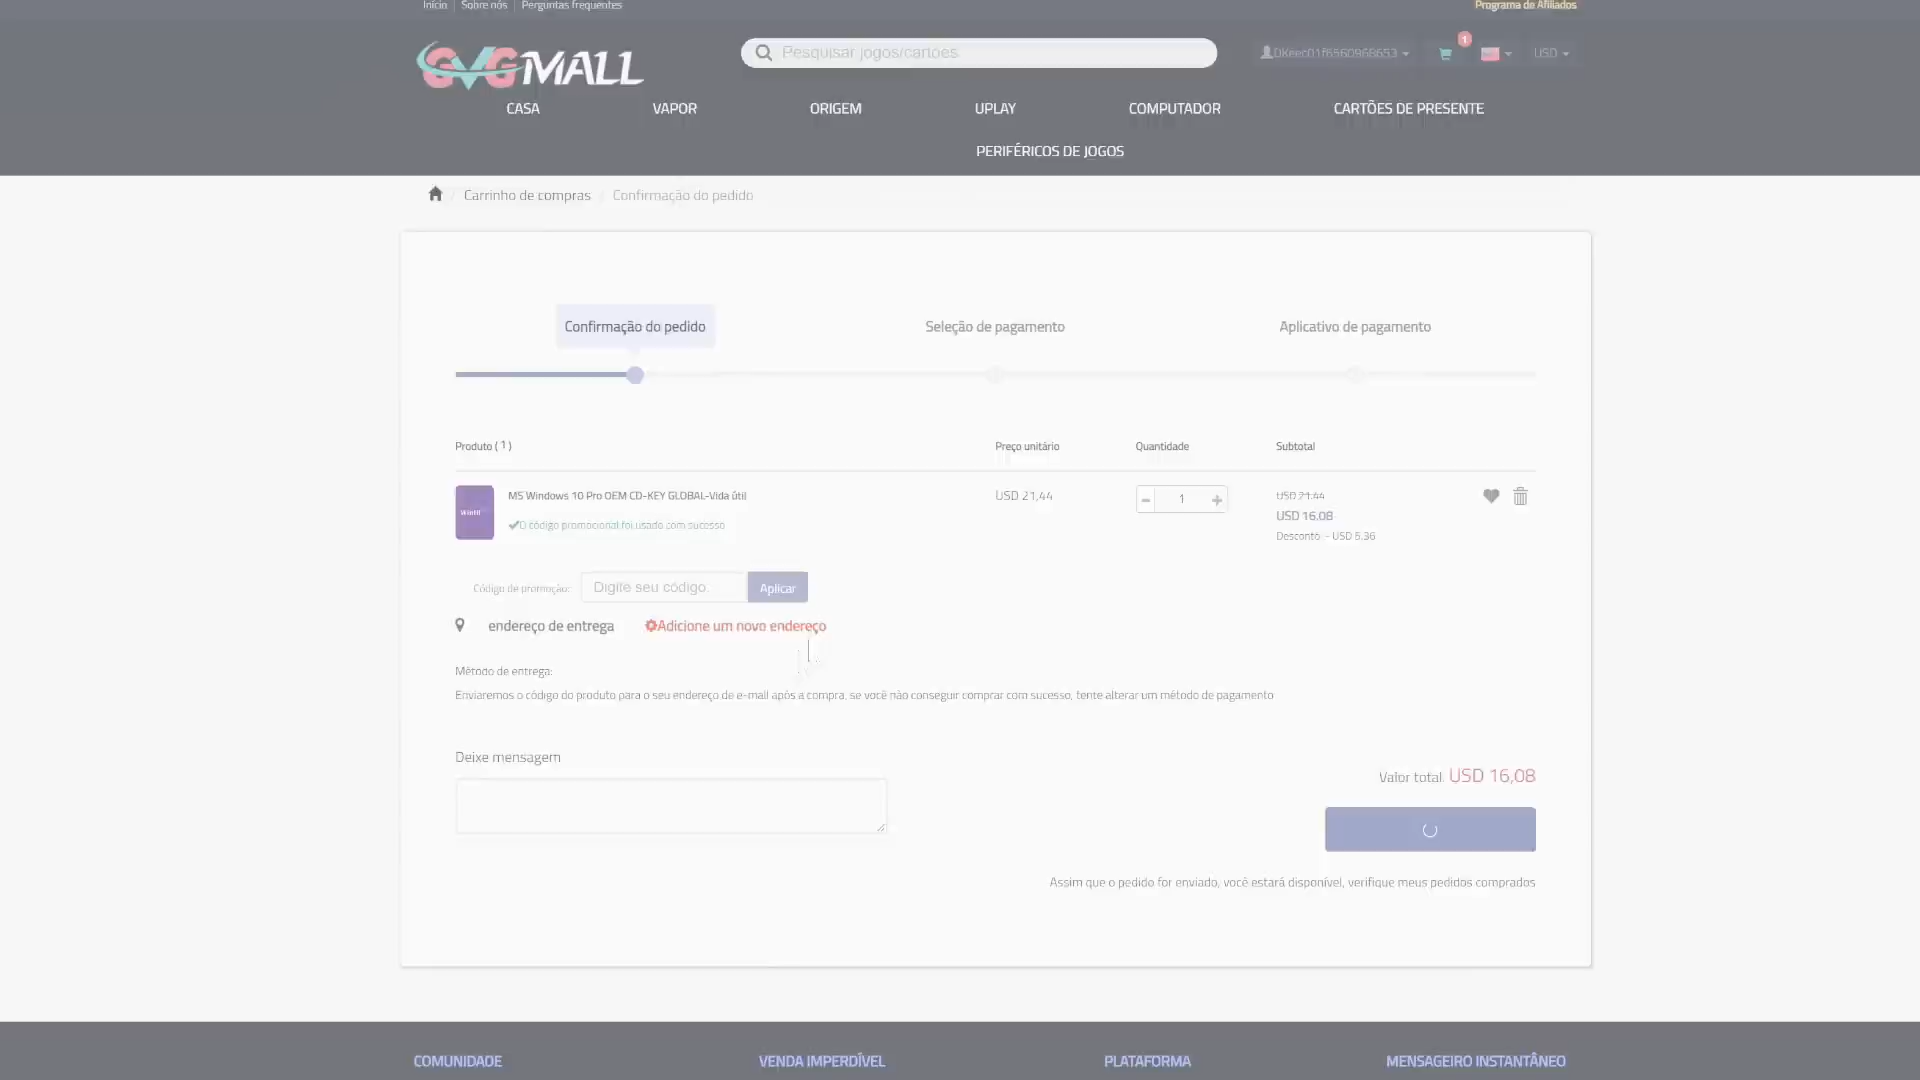 Início Sobre nós Perguntas frequentes Programa de Afiliados
GVGMALL Pesquisar jogos/cartões 1 USD
CASA VAPOR ORIGEM UPLAY COMPUTADOR CARTÕES DE PRESENTE
PERIFÉRICOS DE JOGOS
Carrinho de compras Confirmação do pedido
Confirmação do pedido Seleção de pagamento Aplicativo de pagamento
Produto ( 1 ) Preço unitário Quantidade Subtotal
MS Windows 10 Pro OEM CD-KEY GLOBAL-Vida útil USD 21,44 1 USD 21.44
USD 16,08
O código promocional foi usado com sucesso Desconto - USD 5.36
Código de promoção: Digite seu código. Aplicar
endereço de entrega Adicione um novo endereço
Método de entrega:
Enviaremos o código do produto para o seu endereço de e-mail após a compra, se você não conseguir comprar com sucesso, tente alterar um método de pagamento
Deixe mensagem
Valor total: USD 16,08
Assim que o pedido for enviado, você estará disponível, verifique meus pedidos comprados
COMUNIDADE VENDA IMPERDÍVEL PLATAFORMA MENSAGEIRO INSTANTÂNEO